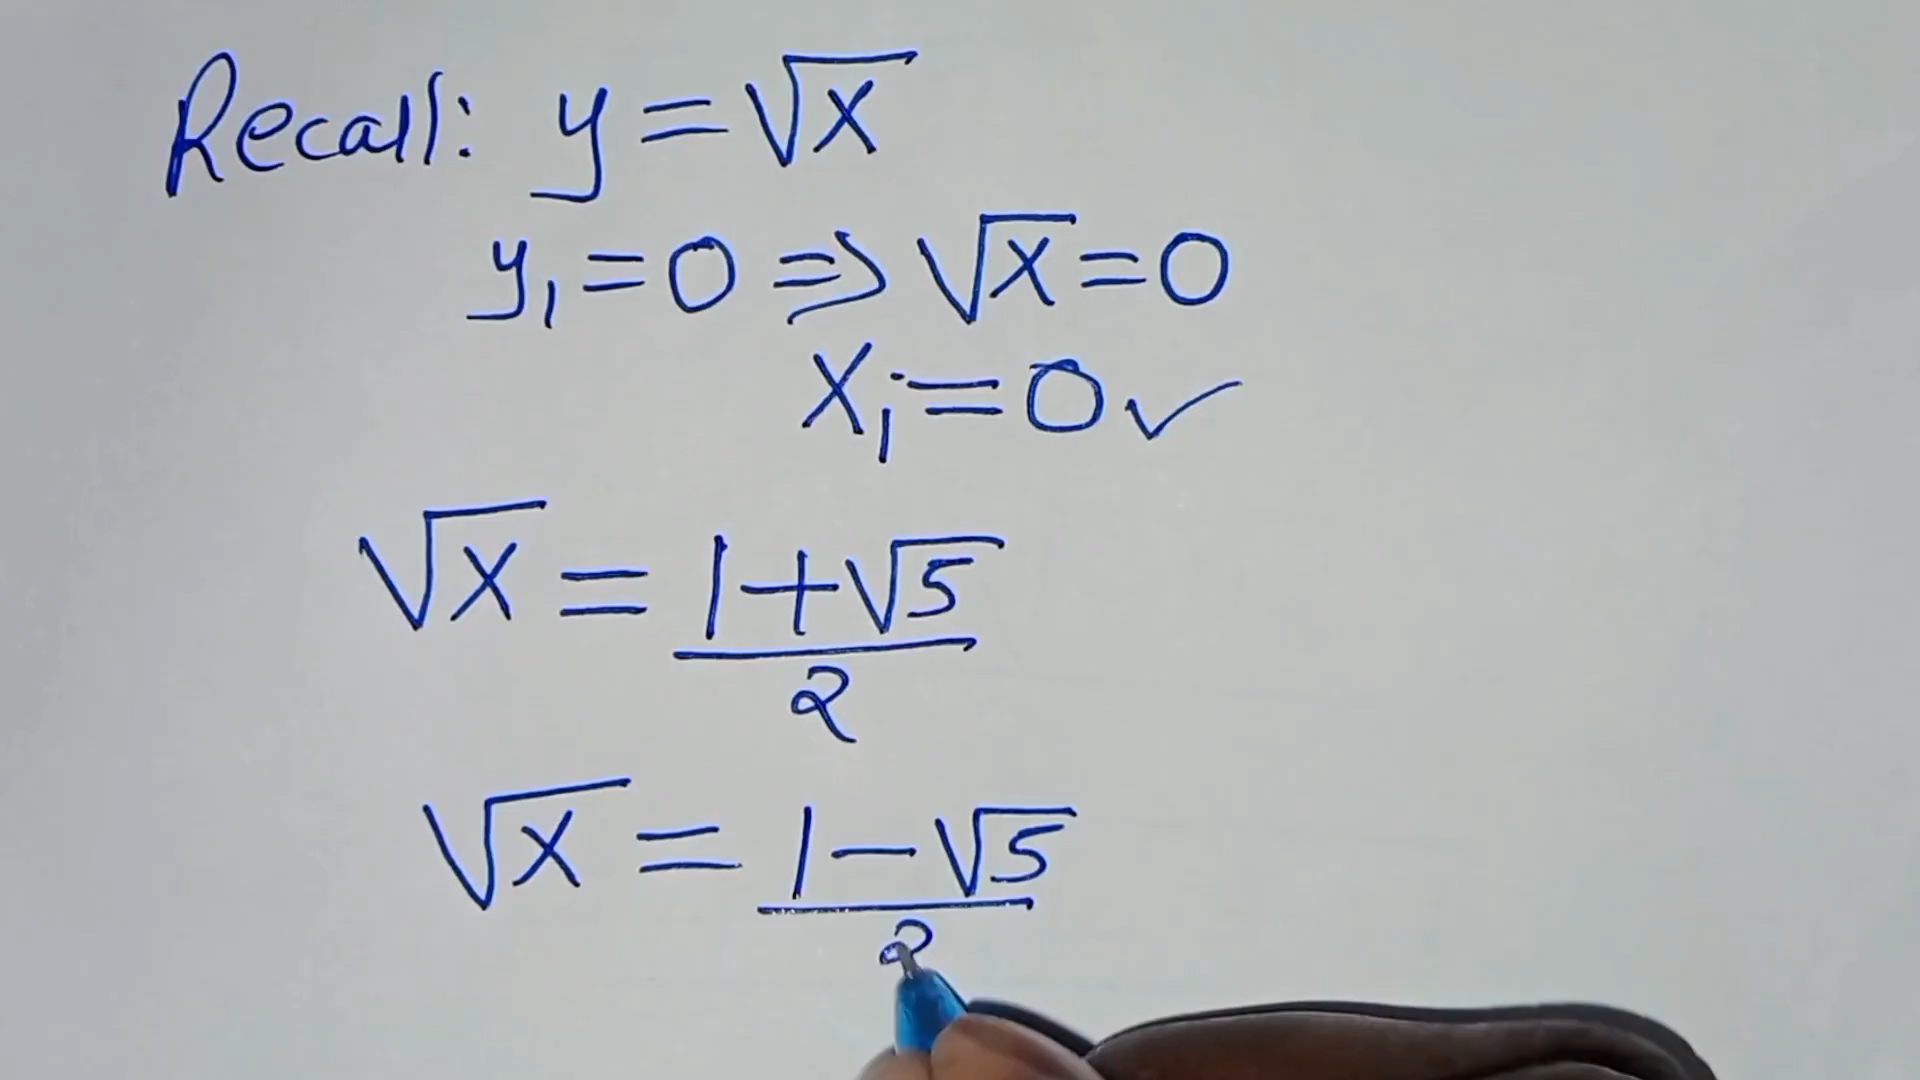 Recall: y = √x
y₁ = 0 ⇒ √x = 0
x₁ = 0 ✓
√x = (1+√5)/2
√x = (1−√5)/2